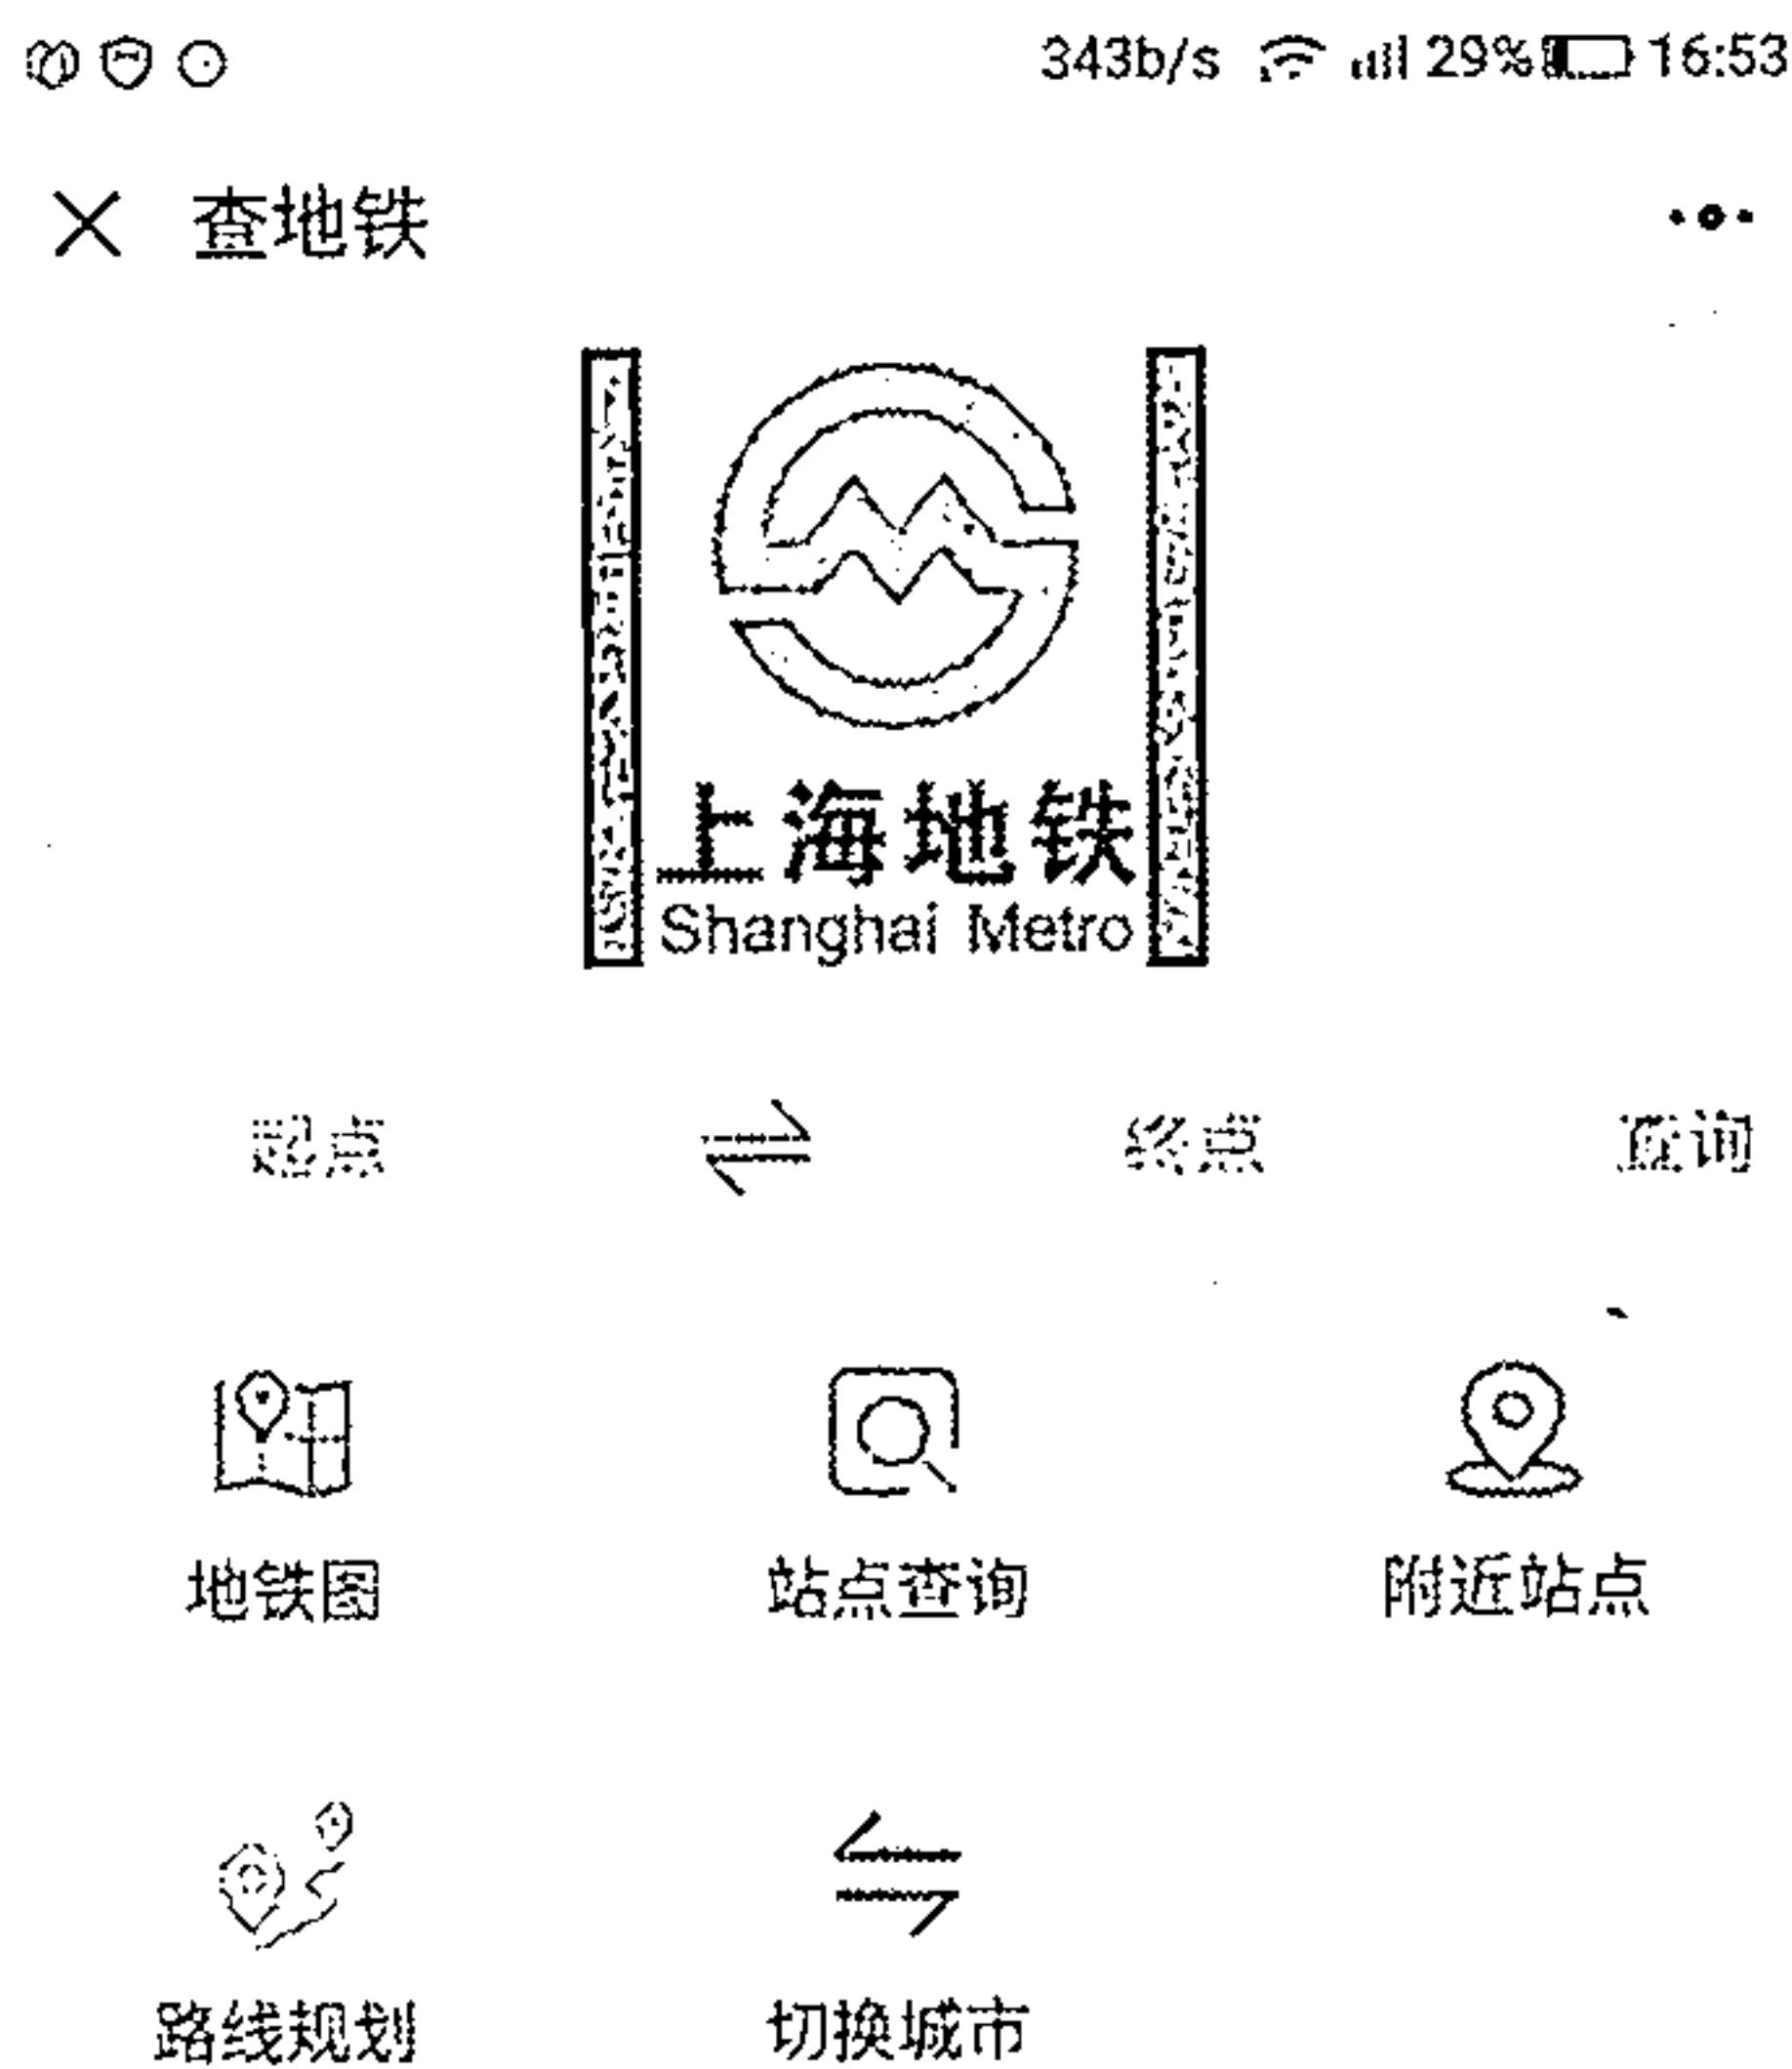 343b/s 29% 16:53
查地铁
上海地铁
Shanghai Metro
起点 终点 查询
地铁图 站点查询 附近站点
路线规划 切换城市